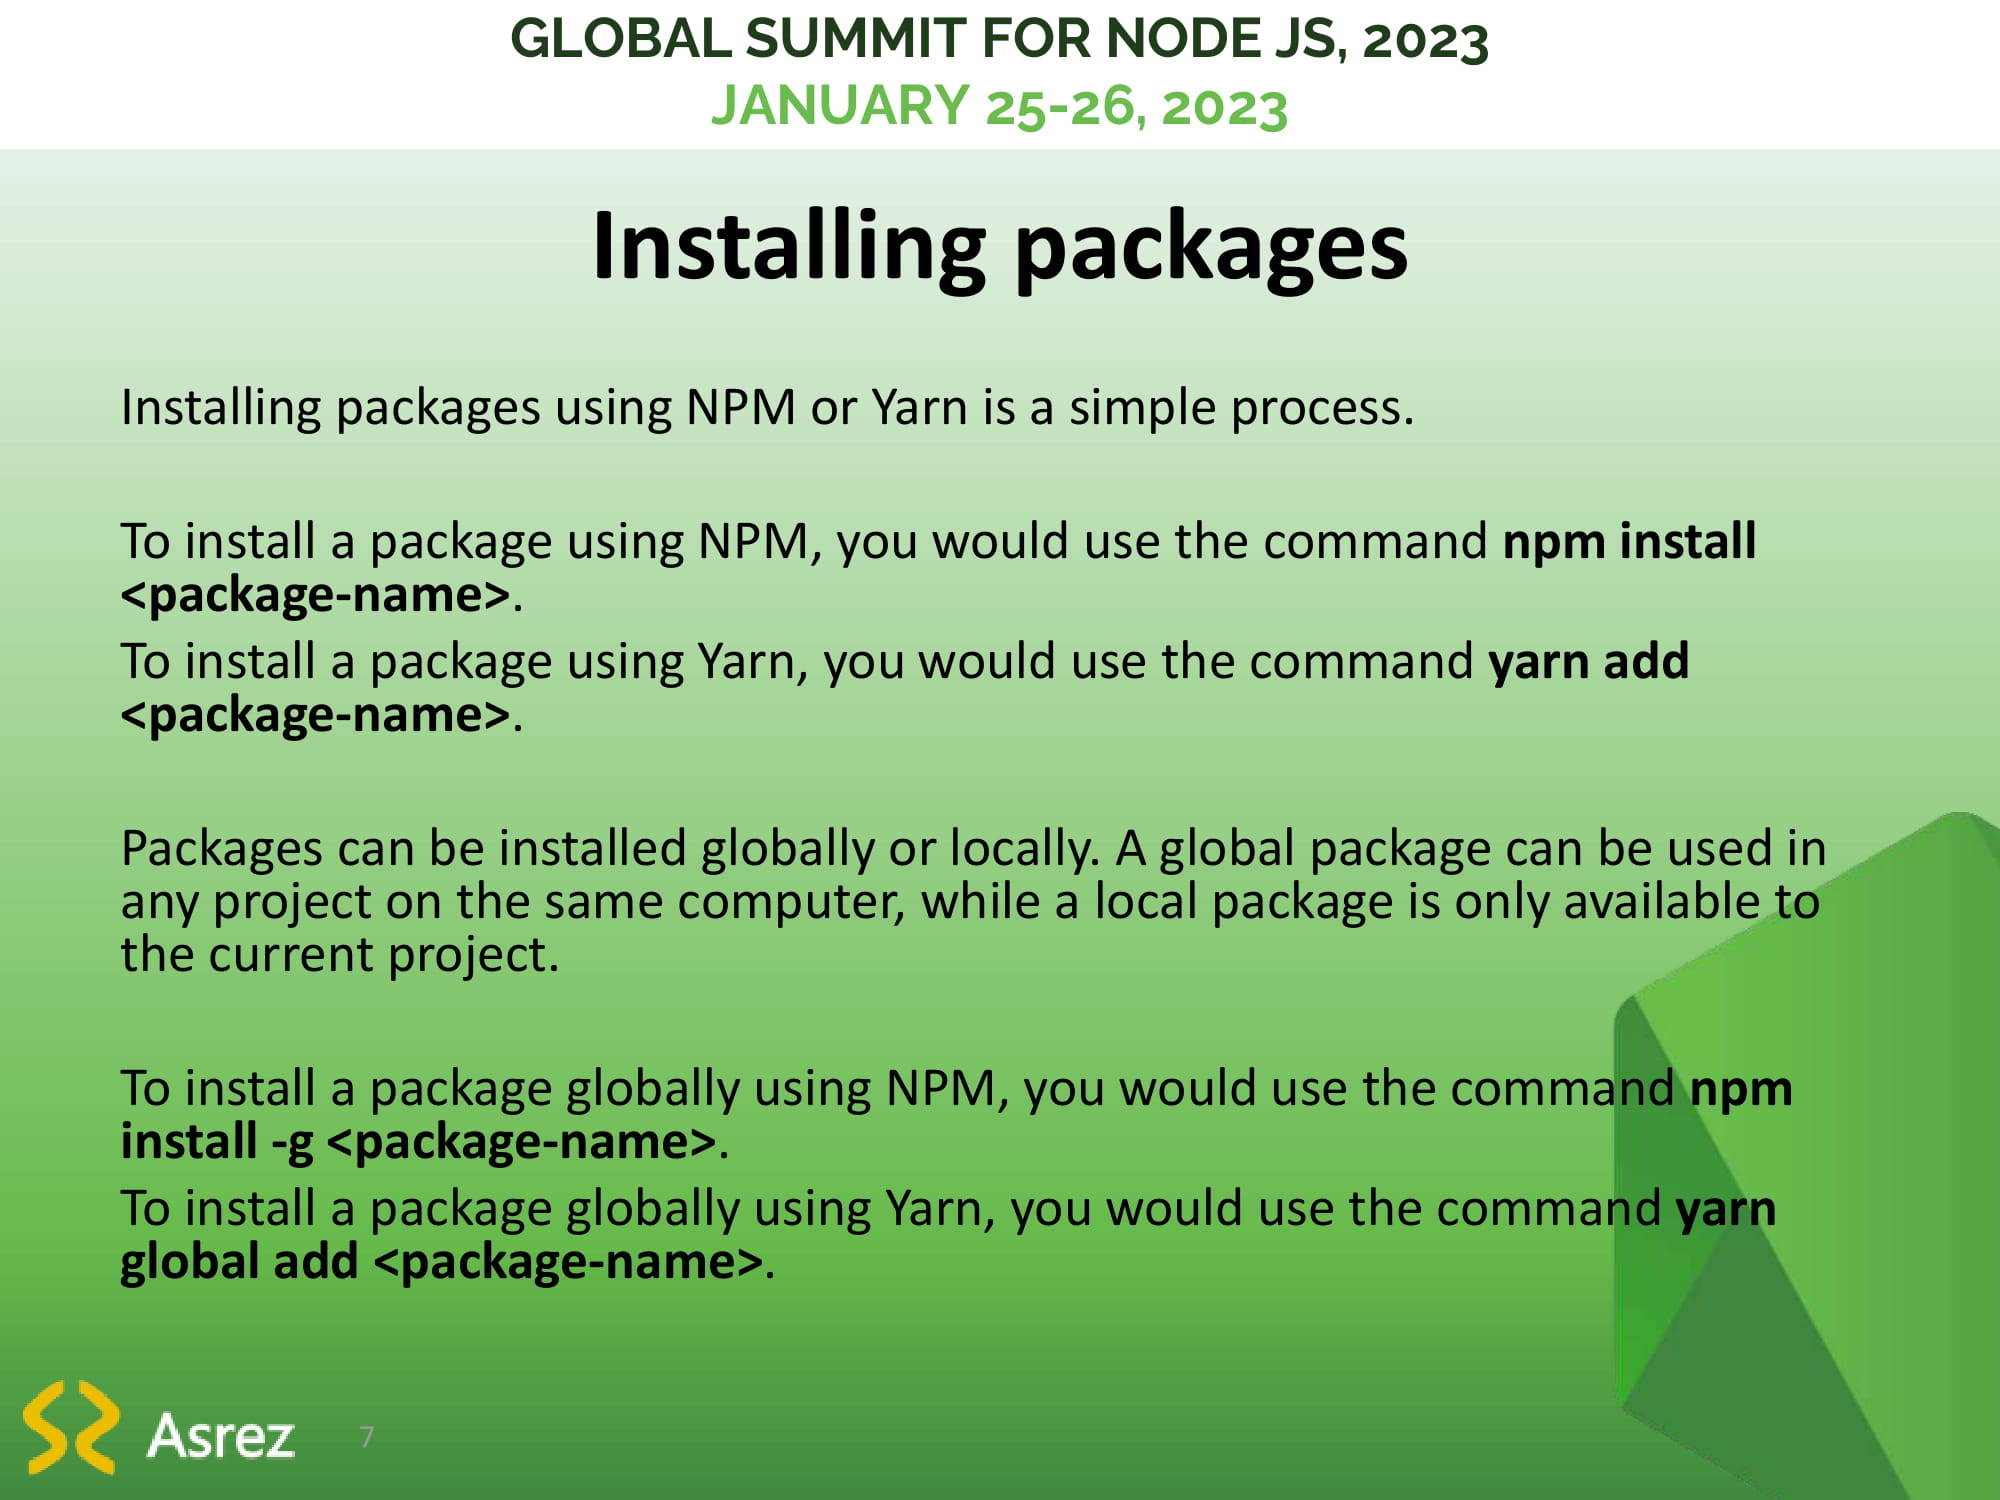 GLOBAL SUMMIT FOR NODE JS, 2023
JANUARY 25-26, 2023
Installing packages
Installing packages using NPM or Yarn is a simple process.
To install a package using NPM, you would use the command npm install
<package-name>.
To install a package using Yarn, you would use the command yarn add
<package-name>.
Packages can be installed globally or locally. A global package can be used in
any project on the same computer, while a local package is only available to
the current project.
To install a package globally using NPM, you would use the command npm
install -g <package-name>.
To install a package globally using Yarn, you would use the command yarn
global add <package-name>.
Asrez
7